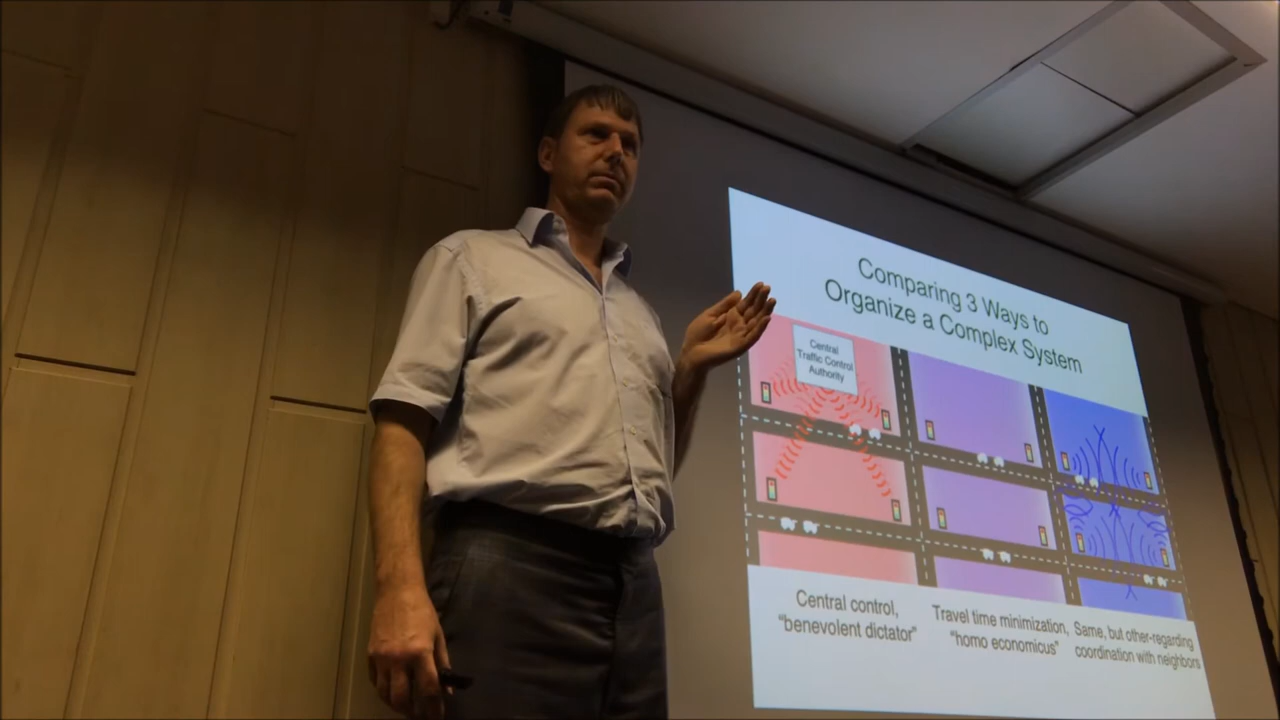 Comparing 3 Ways to
Organize a Complex System
Central
Traffic Control
Authority
Central control,
"benevolent dictator"
Travel time minimization,
"homo economicus"
Same, but other-regarding
coordination with neighbors